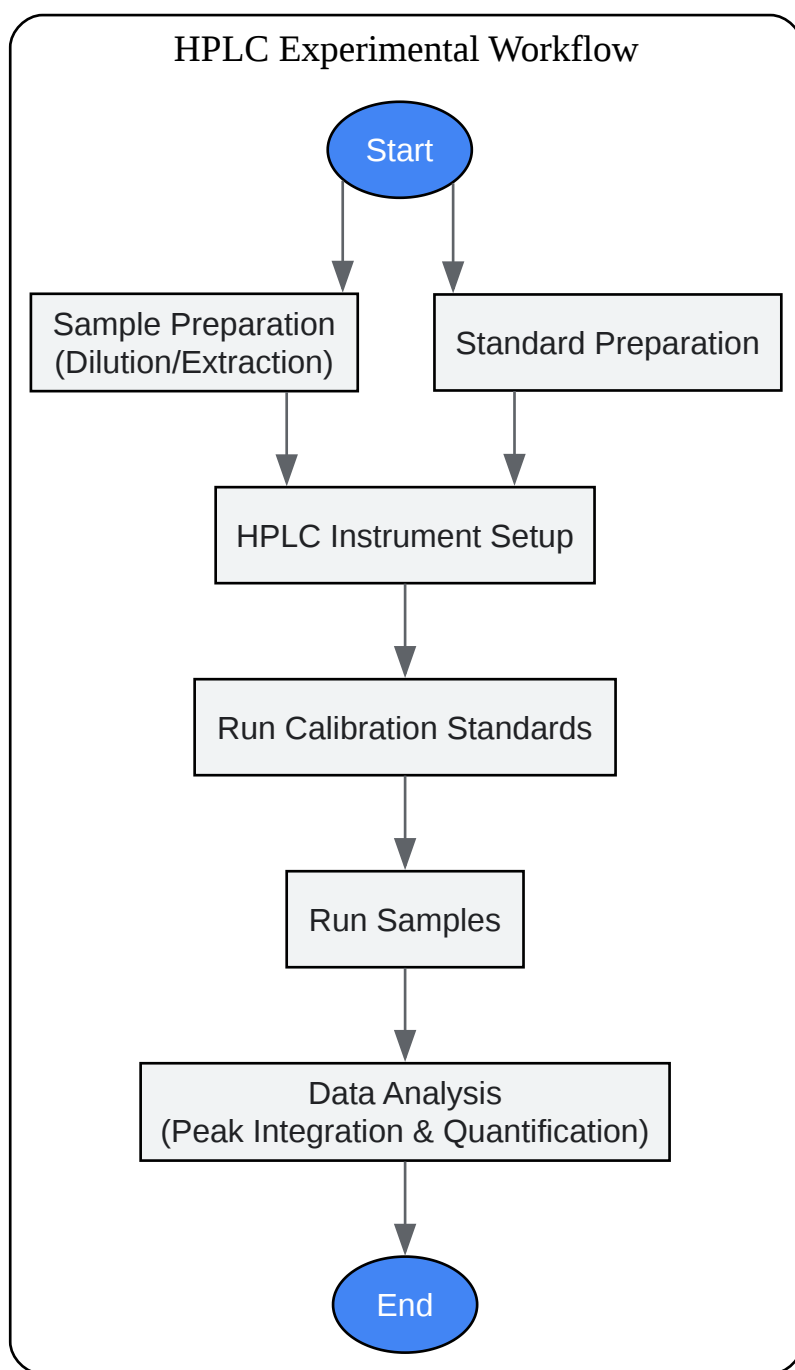 HPLC Experimental Workflow
Start
Sample Preparation
(Dilution/Extraction)
Standard Preparation
HPLC Instrument Setup
Run Calibration Standards
Run Samples
Data Analysis
(Peak Integration & Quantification)
End